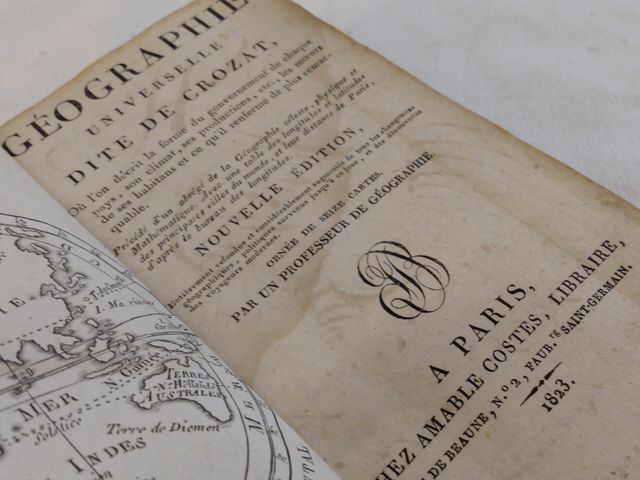 GÉOGRAPHIE
UNIVERSELLE
DITE DE CROZAT,
Où l'on décrit la forme du gouvernement de chaque
pays, son climat, ses productions, etc., les mœurs
de ses habitans et ce qu'il renferme de plus remar-
quable.
Précédé d'un abrégé de la Géographie céleste, physique et
Mathématique. Avec une table des longitudes et latitudes
des principales villes du monde, et leur distance de Paris,
d'après le bureau des longitudes.
NOUVELLE ÉDITION,
Entièrement refondue et considérablement augmentée de tous les changemens
géographiques et politiques survenus jusqu'à ce jour, et des découvertes
des voyageurs modernes.
ORNÉE DE SEIZE CARTES.
PAR UN PROFESSEUR DE GÉOGRAPHIE.
A PARIS,
CHEZ AMABLE COSTES, LIBRAIRE,
DE BEAUNE, N.º 2, FAUB. SAINT-GERMAIN.
1823.
IE
I. Ma rianes
N. Guinée
TERRES
N. Hollande
AUSTRALES
MER
Solstice
Terre de Diemen
INDES